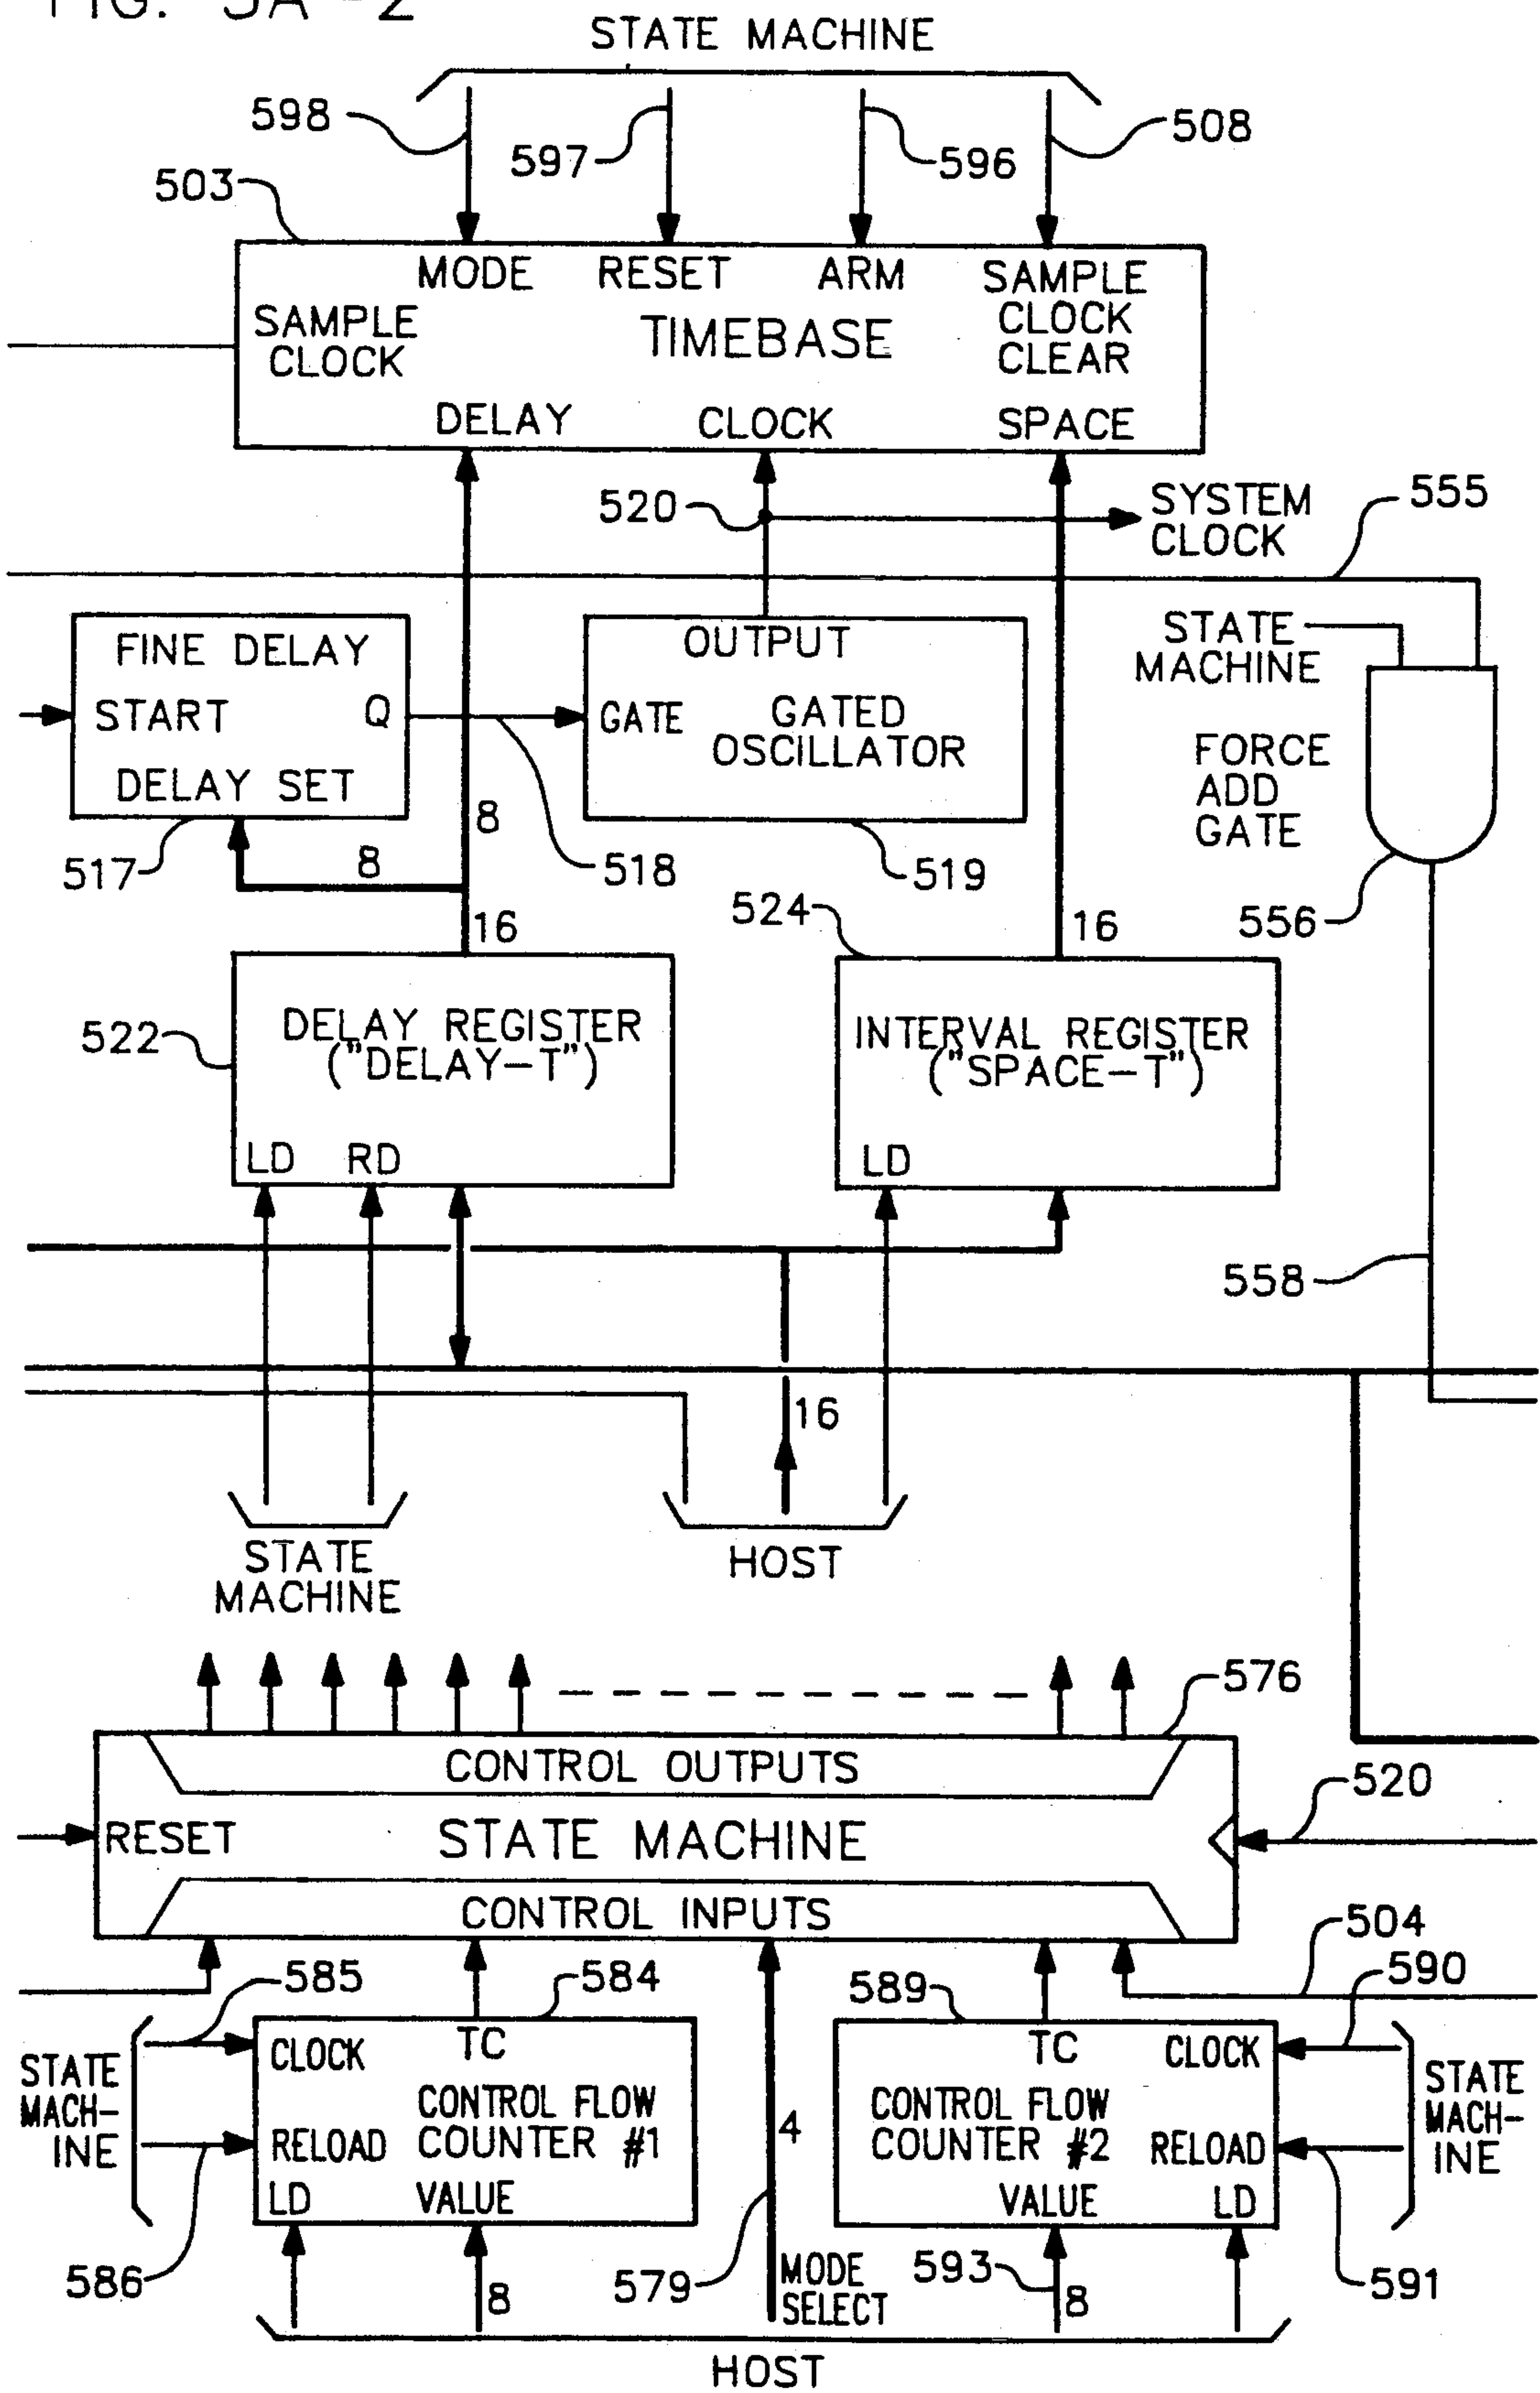 FIG. 5A-2
STATE MACHINE
598
597
596
508
503
MODE
RESET
ARM
SAMPLE
CLOCK
CLEAR
SAMPLE
CLOCK
TIMEBASE
DELAY
CLOCK
SPACE
520
SYSTEM
CLOCK
555
FINE DELAY
START
Q
DELAY SET
OUTPUT
GATE
GATED
OSCILLATOR
STATE
MACHINE
FORCE
ADD
GATE
517
8
8
518
519
556
16
524
16
522
DELAY REGISTER
("DELAY-T")
LD
RD
INTERVAL REGISTER
("SPACE-T")
LD
558
16
STATE
MACHINE
HOST
576
CONTROL OUTPUTS
RESET
STATE MACHINE
520
CONTROL INPUTS
504
585
584
589
590
STATE
MACH-
INE
CLOCK
TC
CONTROL FLOW
COUNTER #1
RELOAD
LD
VALUE
4
TC
CLOCK
CONTROL FLOW
COUNTER #2
RELOAD
VALUE
LD
STATE
MACH-
INE
586
8
579
MODE
SELECT
593
8
591
HOST